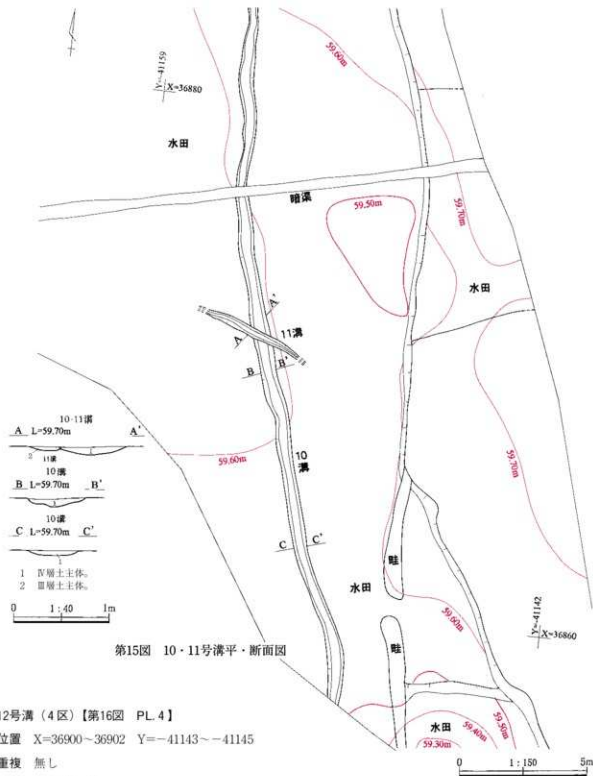 Y=-41159
X=36880
59.60m
水田
暗渠
59.50m
59.70m
水田
A'
11溝
A
B'
B
10·11溝
A L=59.70m A'
2 11溝 1
10溝
B L=59.70m B'
1
10溝
C L=59.70m C'
1
1 Ⅳ層土主体。
2 Ⅲ層土主体。
0 1:40 1m
59.60m
10溝
59.70m
C C'
畦
水田
59.60m
Y=-41142
X=36860
畦
第15図 10・11号溝平・断面図
水田
59.50m
59.40m
59.30m
12号溝（4区）【第16図 PL.4】
位置 X=36900～36902 Y=-41143～-41145
重複 無し
0 1:150 5m